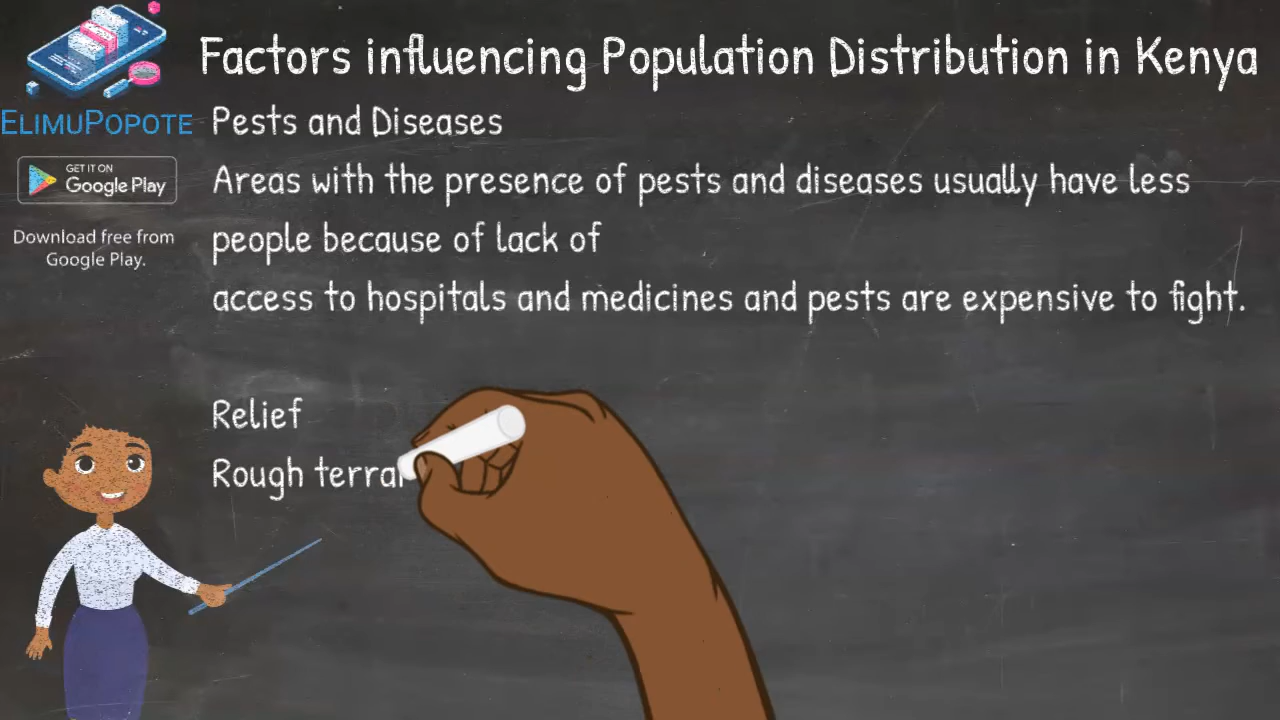 Factors influencing Population Distribution in Kenya
ELIMUPOPOTE
Pests and Diseases
GET IT ON
Google Play
Areas with the presence of pests and diseases usually have less
people because of lack of
Download free from
Google Play.
access to hospitals and medicines and pests are expensive to fight.
Relief
Rough terrai